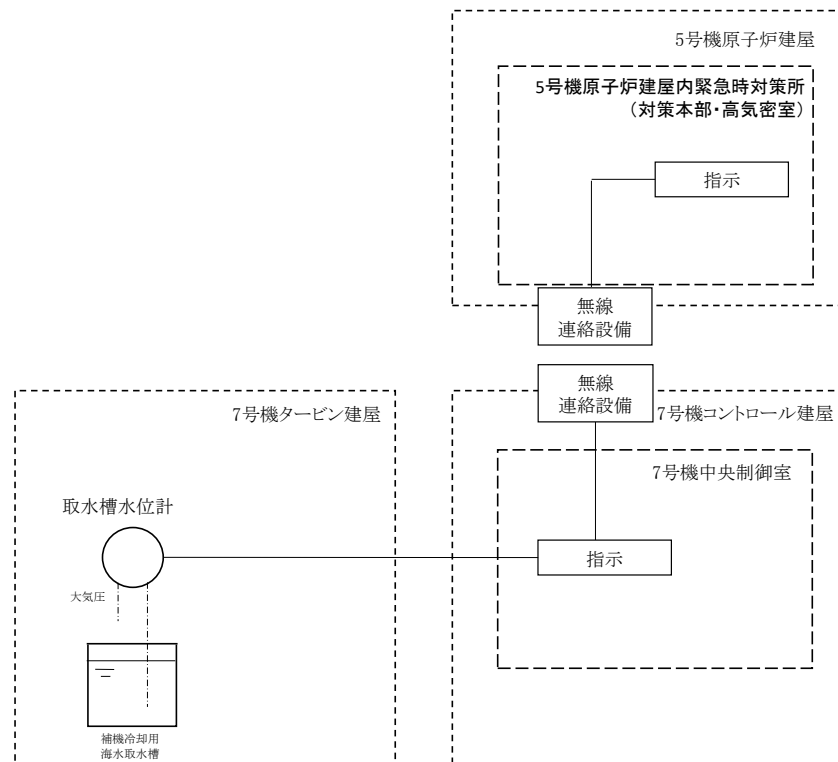 5号機原子炉建屋
5号機原子炉建屋内緊急時対策所
（対策本部・高気密室）
指示
無線
連絡設備
無線
連絡設備
7号機タービン建屋
7号機コントロール建屋
7号機中央制御室
取水槽水位計
指示
大気圧
補機冷却用
海水取水槽